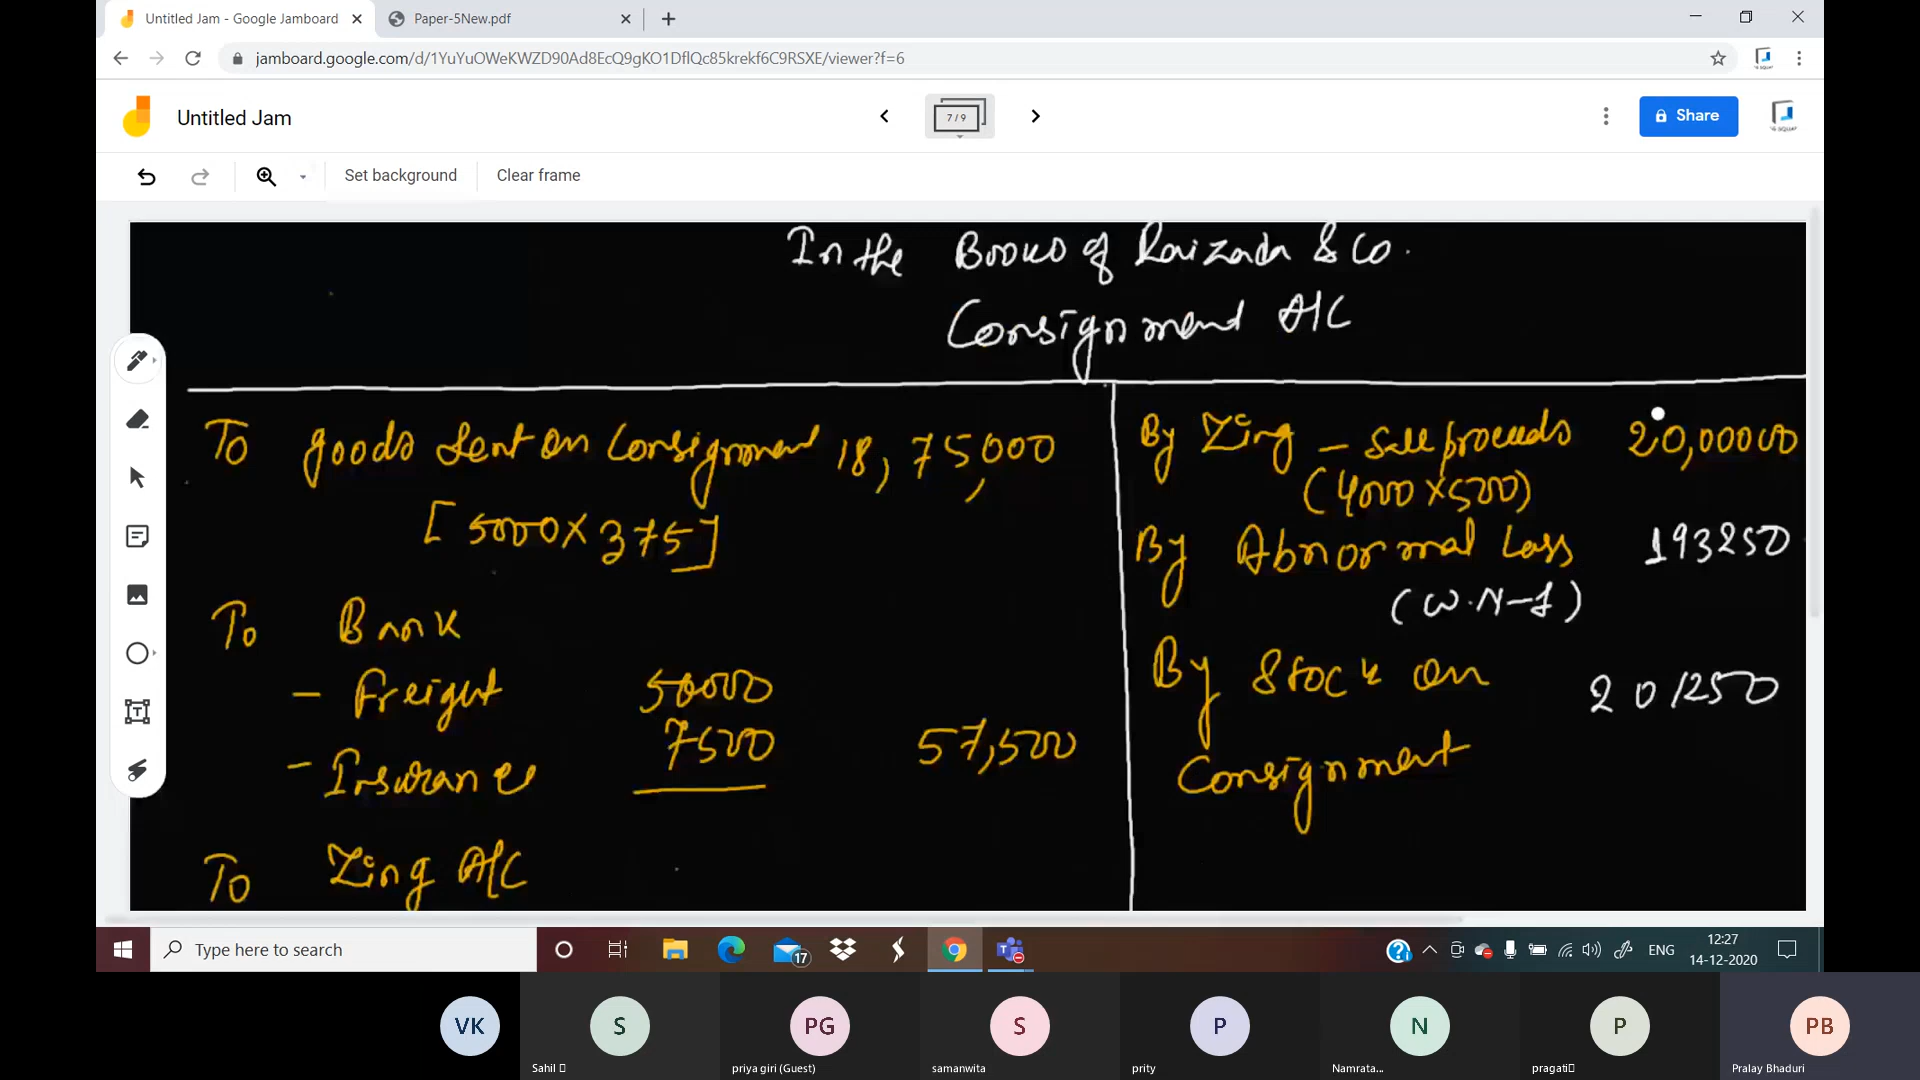 Untitled Jam - Google Jamboard
Paper-5New.pdf
jamboard.google.com/d/1YuYuOWeKWZD90Ad8EcQ9gKO1DflQc85krekf6C9RSXE/viewer?f=6
Untitled Jam
7 / 9
Share
Set background
Clear frame
In the Books of Raizada & Co.
Consignment A/C
To goods sent on Consignment 18,75,000
[5000 X 375]
To Bank
- Freight 50000
- Insurance 7500 57,500
To Zing A/C
By Zing - Sale proceeds 20,00000
(4000 X 500)
By Abnormal Loss 193250
(W.N-1)
By Stock on 201250
Consignment
Type here to search
17
ENG
12:27
14-12-2020
VK
S
PG
S
P
N
P
PB
Sahil
priya giri (Guest)
samanwita
prity
Namrata...
pragati
Pralay Bhaduri